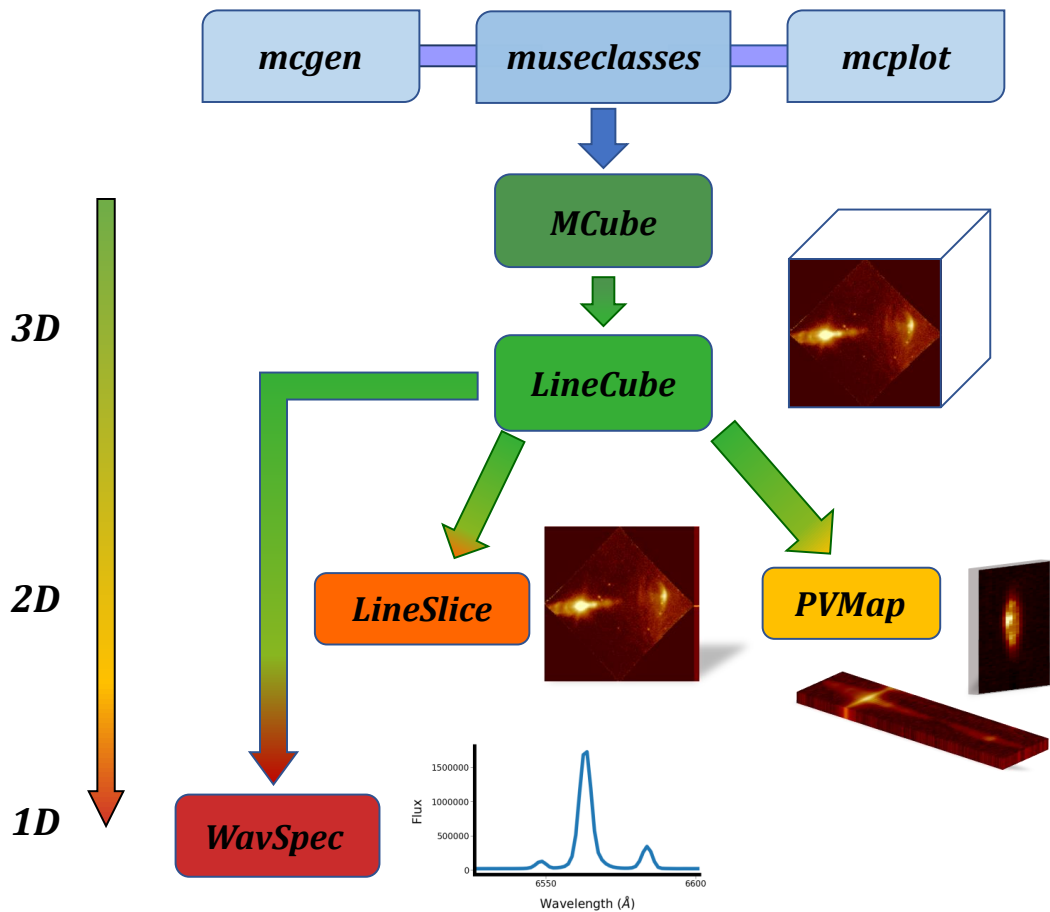 mcgen
museclasses
mcplot
MCube
3D
LineCube
2D
LineSlice
PVMap
1D
WavSpec
Flux
1500000
1000000
500000
0
6550
6600
Wavelength (Å)